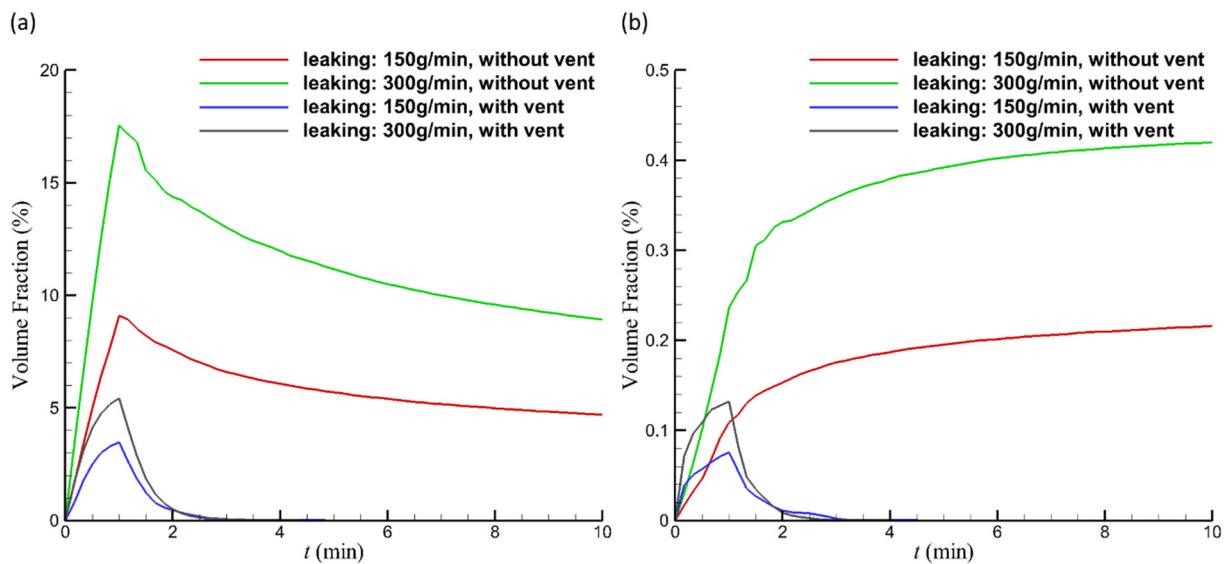 (a)
leaking: 150g/min, without vent
leaking: 300g/min, without vent
leaking: 150g/min, with vent
leaking: 300g/min, with vent
Volume Fraction (%)
20
15
10
5
0
0 2 4 6 8 10
t (min)
(b)
leaking: 150g/min, without vent
leaking: 300g/min, without vent
leaking: 150g/min, with vent
leaking: 300g/min, with vent
Volume Fraction (%)
0.5
0.4
0.3
0.2
0.1
0
0 2 4 6 8 10
t (min)